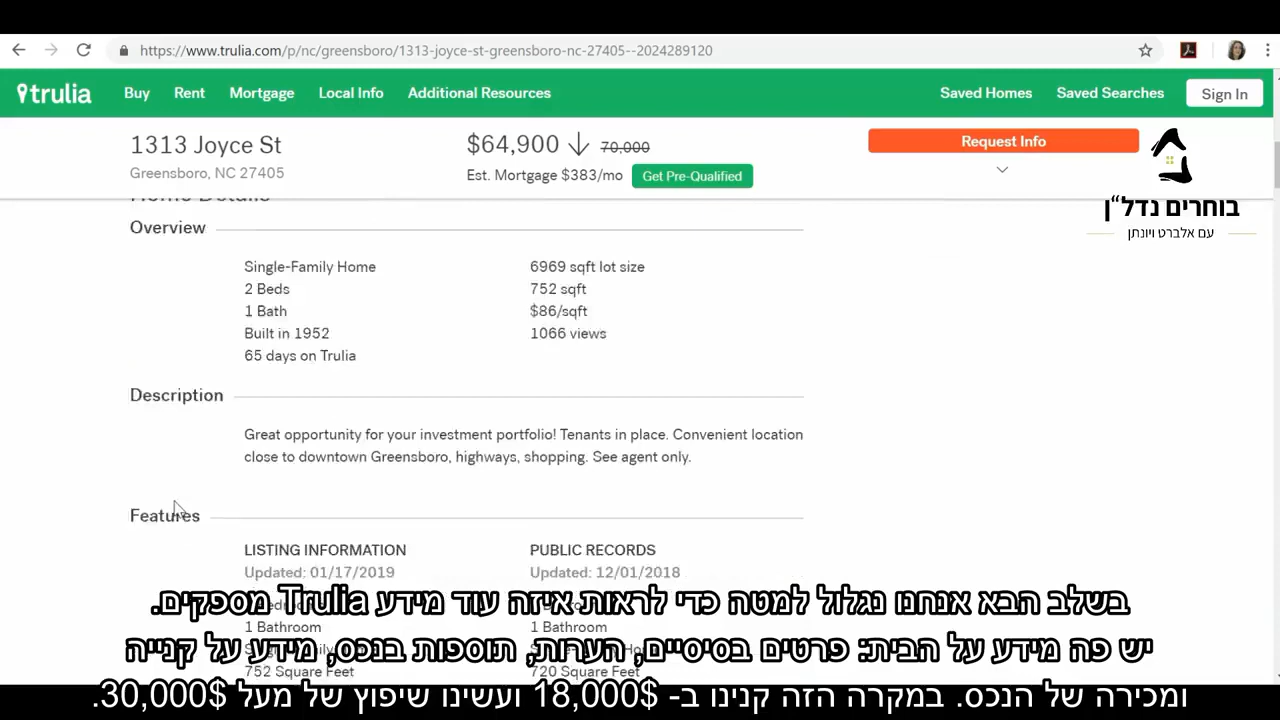 https://www.trulia.com/p/nc/greensboro/1313-joyce-st-greensboro-nc-27405--2024289120
trulia Buy Rent Mortgage Local Info Additional Resources Saved Homes Saved Searches Sign In
1313 Joyce St
Greensboro, NC 27405
$64,900 70,000
Est. Mortgage $383/mo Get Pre-Qualified
Request Info
בוחרים נדל"ן
עם אלברט ויונתן
Home Details
Overview
Single-Family Home
2 Beds
1 Bath
Built in 1952
65 days on Trulia
6969 sqft lot size
752 sqft
$86/sqft
1066 views
Description
Great opportunity for your investment portfolio! Tenants in place. Convenient location
close to downtown Greensboro, highways, shopping. See agent only.
Features
LISTING INFORMATION
Updated: 01/17/2019
1 Bathroom
752 Square Feet
PUBLIC RECORDS
Updated: 12/01/2018
1 Bathroom
720 Square Feet
בשלב הבא אנחנו נגלול למטה כדי לראות איזה עוד מידע Trulia מספקים.
יש פה מידע על הבית: פרטים בסיסיים, הערות, תוספות בנכס, מידע על קנייה
ומכירה של הנכס. במקרה הזה קנינו ב- 18,000$ ועשינו שיפוץ של מעל 30,000$.